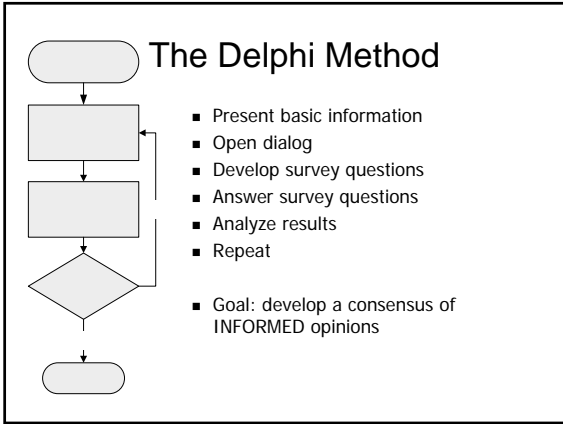 The Delphi Method
■ Present basic information
■ Open dialog
■ Develop survey questions
■ Answer survey questions
■ Analyze results
■ Repeat
■ Goal: develop a consensus of
INFORMED opinions